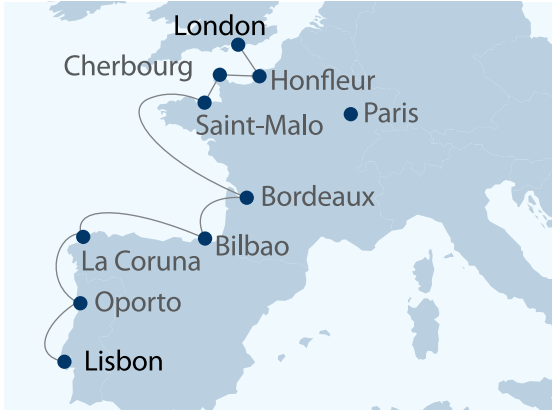 London
Cherbourg
Honfleur
Paris
Saint-Malo
Bordeaux
Bilbao
La Coruna
Oporto
Lisbon